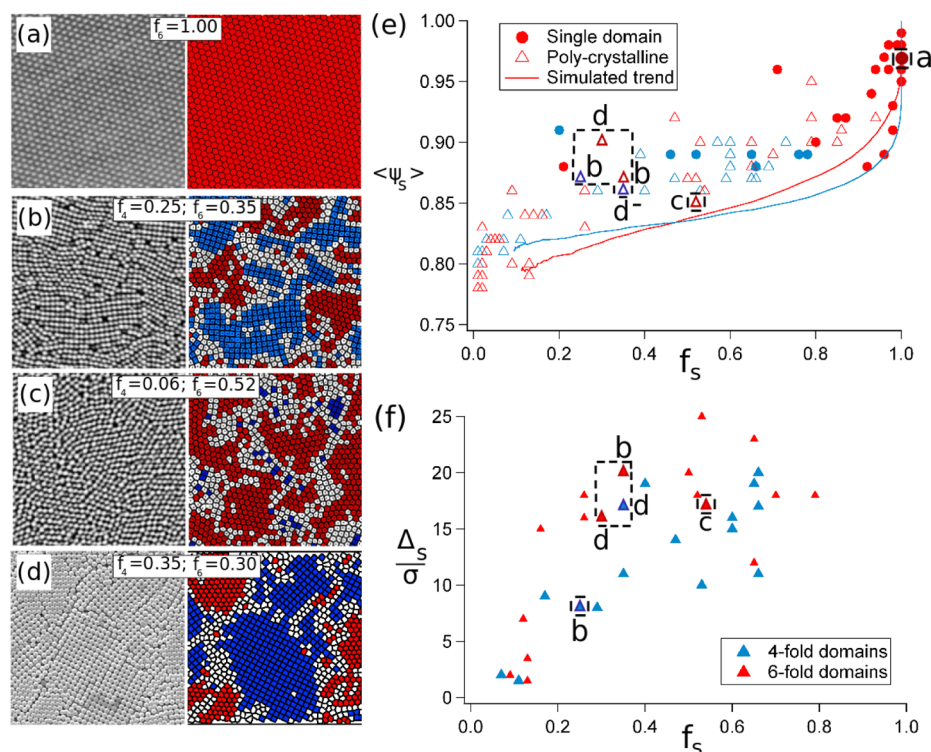 (a)
f₆=1.00
(b)
f₄=0.25; f₆=0.35
(c)
f₄=0.06; f₆=0.52
(d)
f₄=0.35; f₆=0.30
(e)
Single domain
Poly-crystalline
Simulated trend
1.00
0.95
0.90
0.85
0.80
0.75
<ψₛ>
a
d
b
b
d
c
0.0
0.2
0.4
0.6
0.8
1.0
fₛ
(f)
25
20
15
10
5
0
Δₛ
σ
b
d
d
c
b
4-fold domains
6-fold domains
0.0
0.2
0.4
0.6
0.8
1.0
fₛ